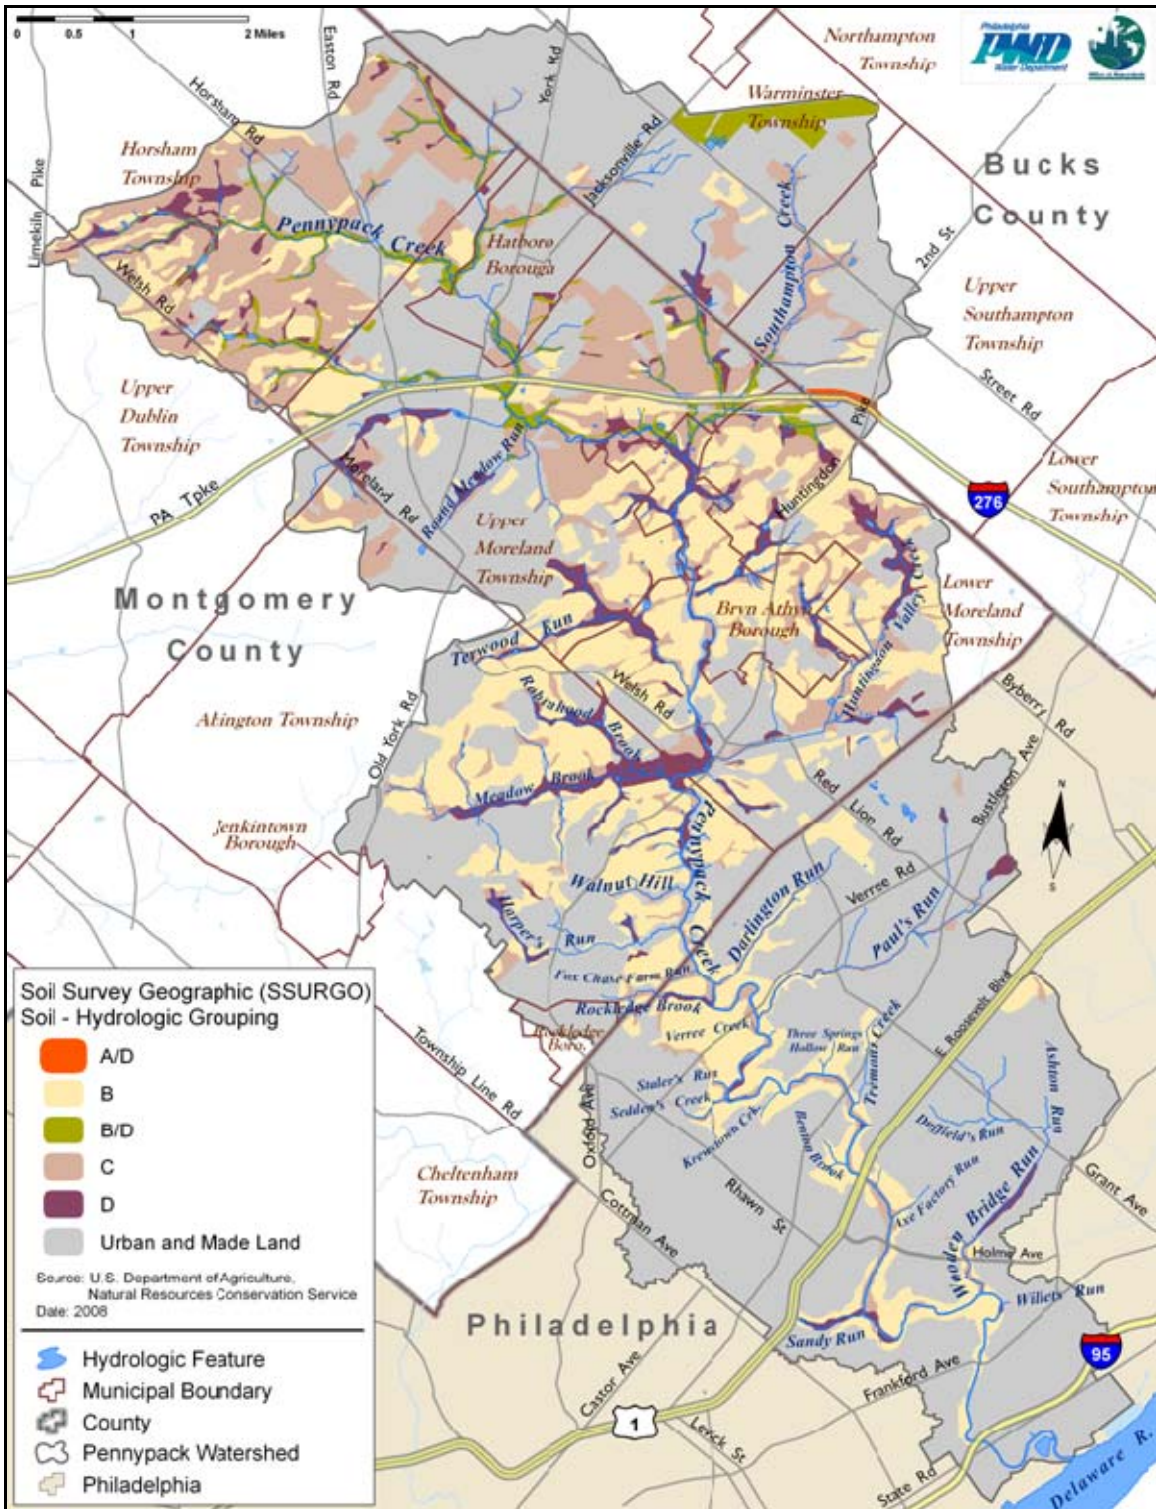 0 0.5 1 2 Miles
Philadelphia
PWD
Water Department
Northampton
Township
Warminster
Township
Bucks
County
Easton Rd
York Rd
Horsham Rd
Horsham
Township
Limekiln Pike
Jacksonville Rd
Pennypack Creek
Hatboro
Borouga
Southampton Creek
2nd St
Upper
Southampton
Township
Welsh Rd
Street Rd
Upper
Dublin
Township
Pike
Huntingdon
Lower
Southampton
Township
276
PA Tpke
Moreland Rd
Round Meadow Run
Upper
Moreland
Township
Montgomery
County
Bryn Athyn
Borough
Huntingdon Valley Creek
Lower
Moreland
Township
Terwood Run
Welsh Rd
Robinhood Brook
Abington Township
Old York Rd
Meadow Brook
Byberry Rd
Bustleton Ave
Red Lion Rd
N
S
Jenkintown
Borough
Pennypack Creek
Walnut Hill
Darlington Run
Verree Rd
Paul's Run
Harper's Run
Fox Chase Farm Run
Rockledge Brook
Rockledge
Boro.
Verree Creek
Three Springs
Hollow Run
E Roosevelt Blvd
Township Line Rd
Oxford Ave
Sedden's Creek
Benton Brook
Duffield's Run
Ashton Run
Cheltenham
Township
Cottman Ave
Rhawn St
Axe Factory Run
Wooden Bridge Run
Grant Ave
Holme Ave
Willets Run
Philadelphia
Sandy Run
95
Castor Ave
Frankford Ave
1
State Rd
Delaware R.
Soil Survey Geographic (SSURGO)
Soil - Hydrologic Grouping
A/D
B
B/D
C
D
Urban and Made Land
Source: U.S. Department of Agriculture,
Natural Resources Conservation Service
Date: 2008
Hydrologic Feature
Municipal Boundary
County
Pennypack Watershed
Philadelphia